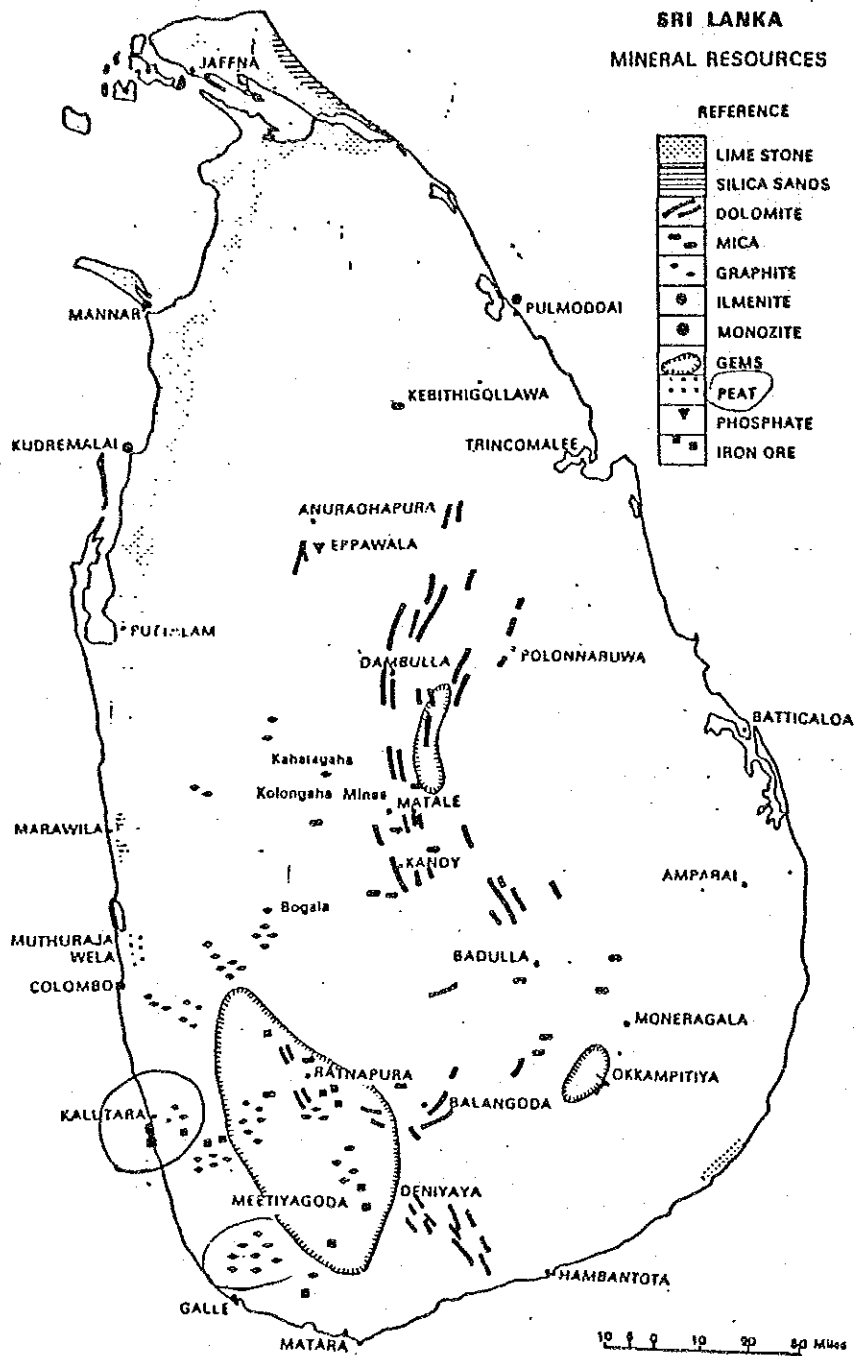 SRI LANKA
MINERAL RESOURCES
REFERENCE
LIME STONE
SILICA SANDS
DOLOMITE
MICA
GRAPHITE
ILMENITE
MONOZITE
GEMS
PEAT
PHOSPHATE
IRON ORE
JAFFNA
MANNAR
PULMODDAI
KEBITHIGOLLAWA
KUDREMALAI
TRINCOMALEE
ANURADHAPURA
EPPAWALA
DAMBULLA
POLONNARUWA
BATTICALOA
Kahatagaha
Kolongaha Mines
MATALE
MARAWILA
KANDY
AMPARAI
Bogala
MUTHURAJA
WELA
BADULLA
COLOMBO
MONERAGALA
RATNAPURA
OKKAMPITIYA
KALUTARA
BALANGODA
MEETIYAGODA
DENIYAYA
HAMBANTOTA
GALLE
MATARA
10 5 0 10 20 Miles